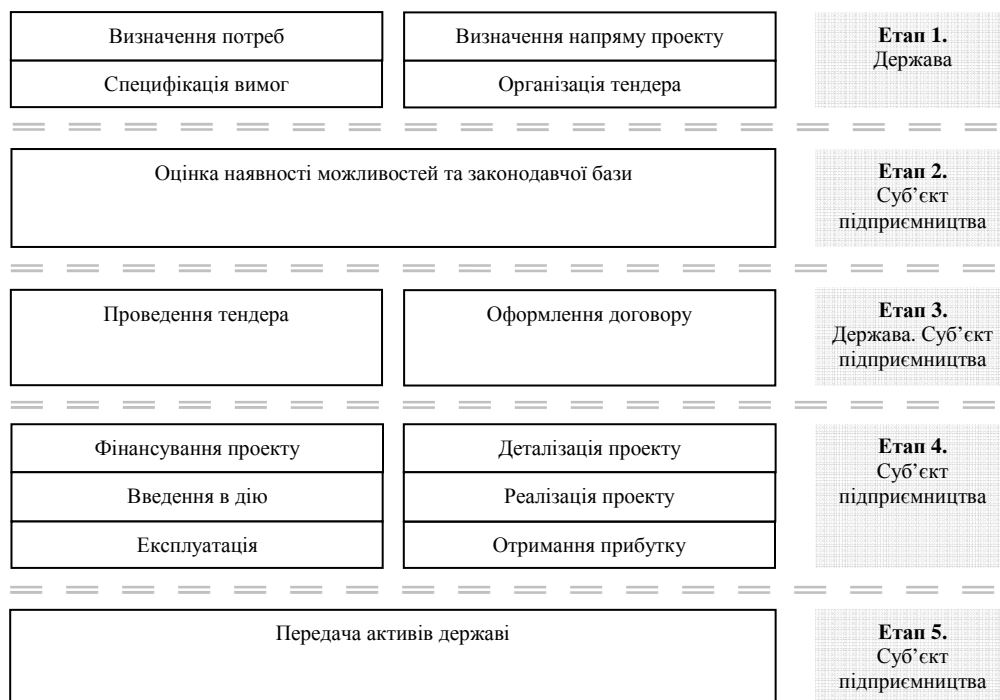 Визначення потреб
Визначення напряму проекту
Етап 1.
Держава
Специфікація вимог
Організація тендера
Оцінка наявності можливостей та законодавчої бази
Етап 2.
Суб’єкт
підприємництва
Проведення тендера
Оформлення договору
Етап 3.
Держава. Суб’єкт
підприємництва
Фінансування проекту
Деталізація проекту
Етап 4.
Суб’єкт
підприємництва
Введення в дію
Реалізація проекту
Експлуатація
Отримання прибутку
Передача активів державі
Етап 5.
Суб’єкт
підприємництва